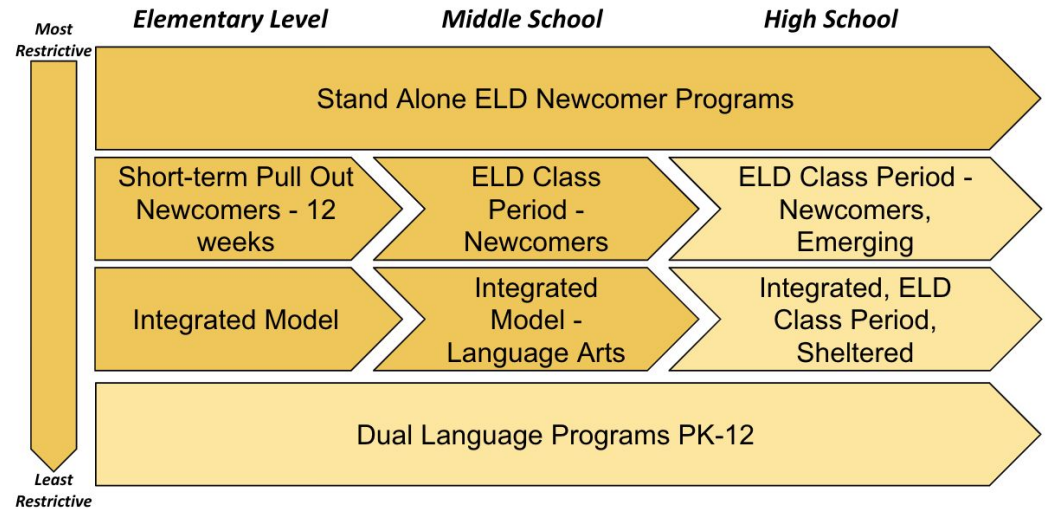 Elementary Level
Middle School
High School
Most
Restrictive
Stand Alone ELD Newcomer Programs
Short-term Pull Out
Newcomers - 12
weeks
ELD Class
Period -
Newcomers
ELD Class Period -
Newcomers,
Emerging
Integrated Model
Integrated
Model -
Language Arts
Integrated, ELD
Class Period,
Sheltered
Dual Language Programs PK-12
Least
Restrictive